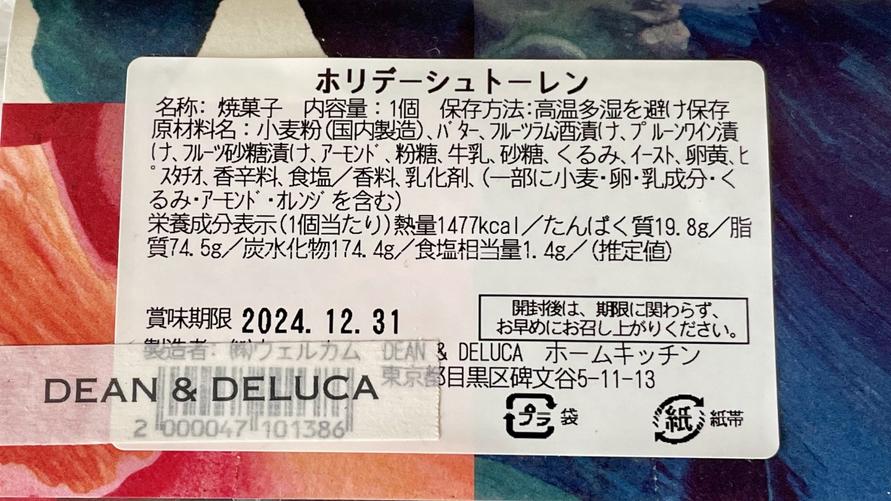 ホリデーシュトーレン
名称: 焼菓子　内容量:1個　保存方法:高温多湿を避け保存
原材料名: 小麦粉(国内製造)、ﾊﾞﾀｰ、ﾌﾙｰﾂﾗﾑ酒漬け、ﾌﾟﾙｰﾝﾜｲﾝ漬
け、ﾌﾙｰﾂ砂糖漬け、ｱｰﾓﾝﾄﾞ、粉糖、牛乳、砂糖、くるみ、ｲｰｽﾄ、卵黄、ﾋ
ﾟｽﾀﾁｵ、香辛料、食塩／香料、乳化剤、(一部に小麦・卵・乳成分・く
るみ・ｱｰﾓﾝﾄﾞ・ｵﾚﾝｼﾞを含む)
栄養成分表示(1個当たり)熱量1477kcal／たんぱく質19.8g／脂
質74.5g／炭水化物174.4g／食塩相当量1.4g／(推定値)
賞味期限 2024.12.31
開封後は、期限に関わらず、
お早めにお召し上がりください。
製造者: ㈱ウェルカム　DEAN & DELUCA　ホームキッチン
東京都目黒区碑文谷5-11-13
DEAN & DELUCA
2 000047 101386
プラ 袋
紙 紙帯